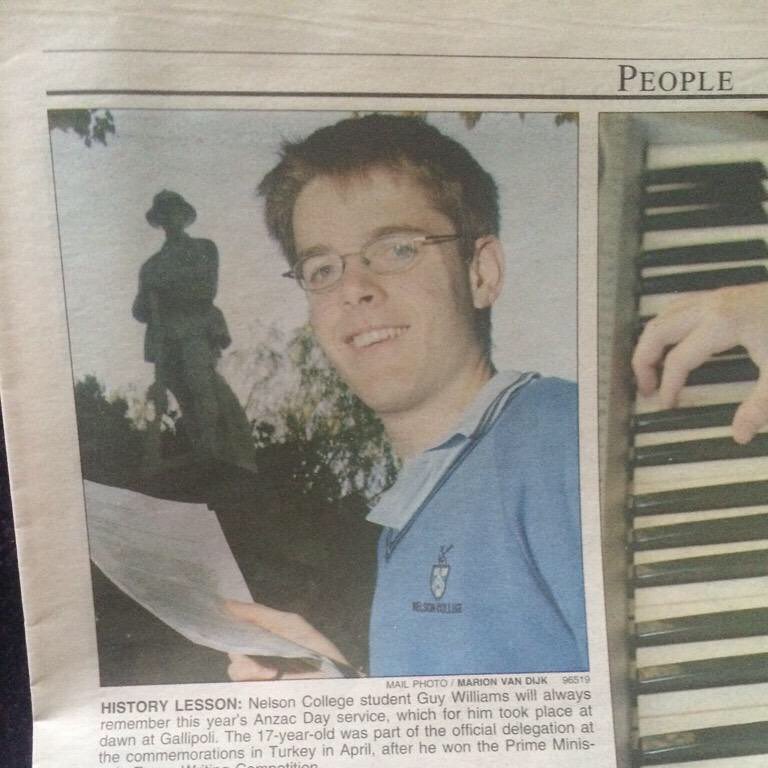 PEOPLE
NELSON COLLEGE
MAIL PHOTO / MARION VAN DIJK 96519
HISTORY LESSON: Nelson College student Guy Williams will always
remember this year's Anzac Day service, which for him took place at
dawn at Gallipoli. The 17-year-old was part of the official delegation at
the commemorations in Turkey in April, after he won the Prime Minis-
Writing Competition